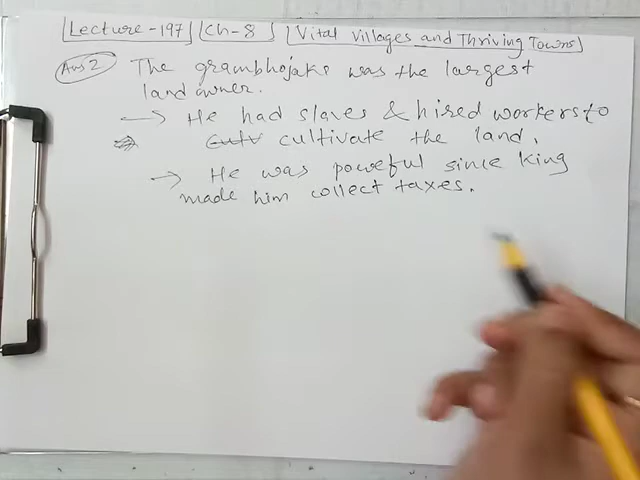 Lecture-197 Ch-8 Vital Villages and Thriving Towns
Ans 2 The grambhojaks was the largest
land owner.
→ He had slaves & hired workers to
cultivate the land.
→ He was poweful since king
made him collect taxes.